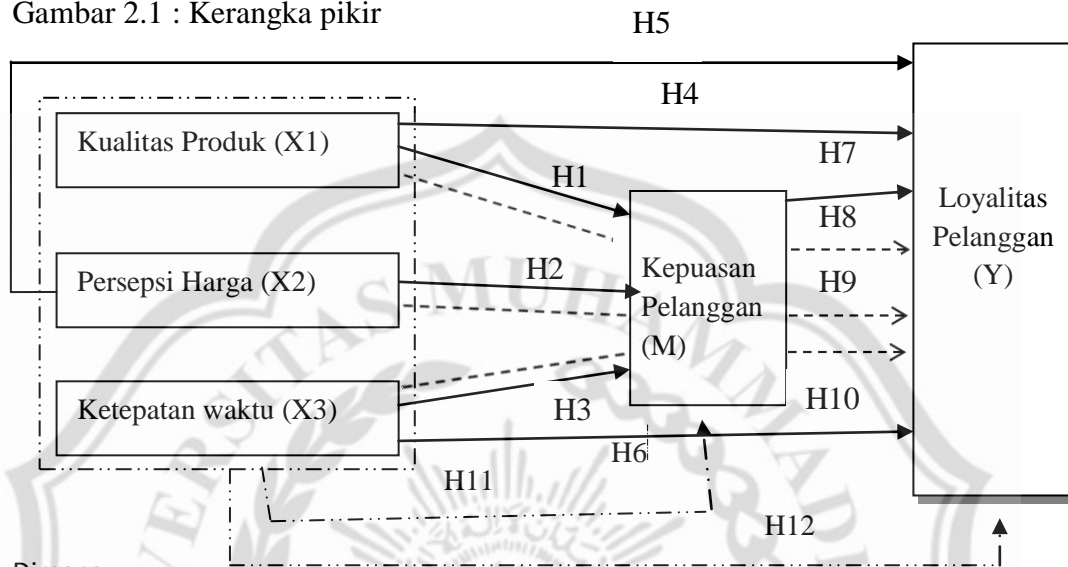 Gambar 2.1 : Kerangka pikir
H5
H4
Kualitas Produk (X1)
H7
H1
H8
Loyalitas
Pelanggan
(Y)
Persepsi Harga (X2)
H2
Kepuasan
Pelanggan
(M)
H9
Ketepatan waktu (X3)
H3
H10
H6
H11
H12